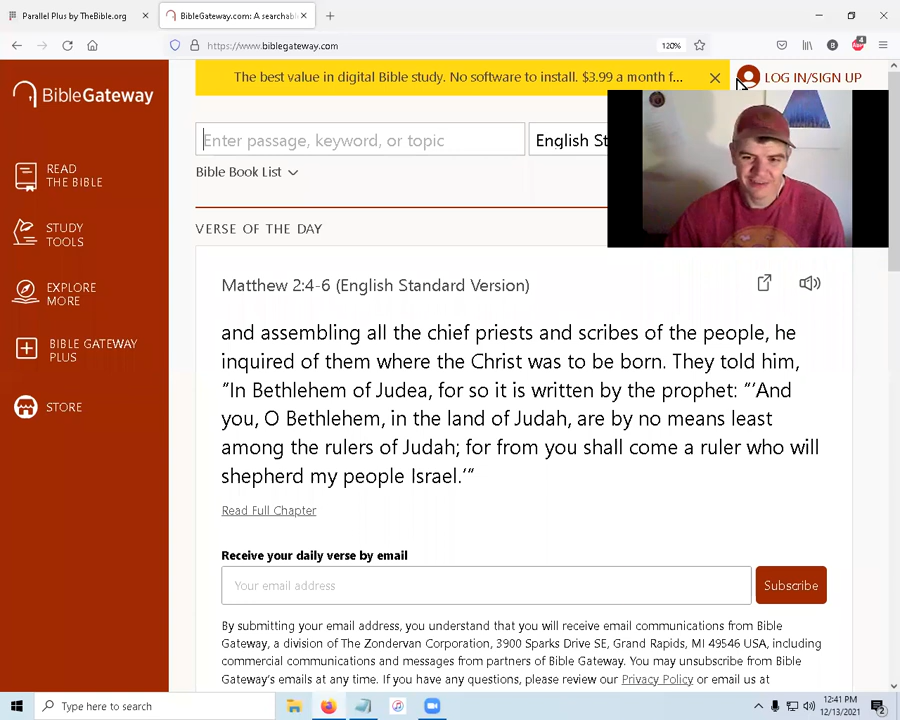 Parallel Plus by TheBible.org
BibleGateway.com: A searchable
https://www.biblegateway.com
120%
4
BibleGateway
The best value in digital Bible study. No software to install. $3.99 a month f...
LOG IN/SIGN UP
Enter passage, keyword, or topic
English St
Bible Book List
READ
THE BIBLE
STUDY
TOOLS
EXPLORE
MORE
BIBLE GATEWAY
PLUS
STORE
VERSE OF THE DAY
Matthew 2:4-6 (English Standard Version)
and assembling all the chief priests and scribes of the people, he
inquired of them where the Christ was to be born. They told him,
“In Bethlehem of Judea, for so it is written by the prophet: “‘And
you, O Bethlehem, in the land of Judah, are by no means least
among the rulers of Judah; for from you shall come a ruler who will
shepherd my people Israel.’”
Read Full Chapter
Receive your daily verse by email
Your email address
Subscribe
By submitting your email address, you understand that you will receive email communications from Bible
Gateway, a division of The Zondervan Corporation, 3900 Sparks Drive SE, Grand Rapids, MI 49546 USA, including
commercial communications and messages from partners of Bible Gateway. You may unsubscribe from Bible
Gateway’s emails at any time. If you have any questions, please review our Privacy Policy or email us at
Type here to search
12:41 PM
12/13/2021
2